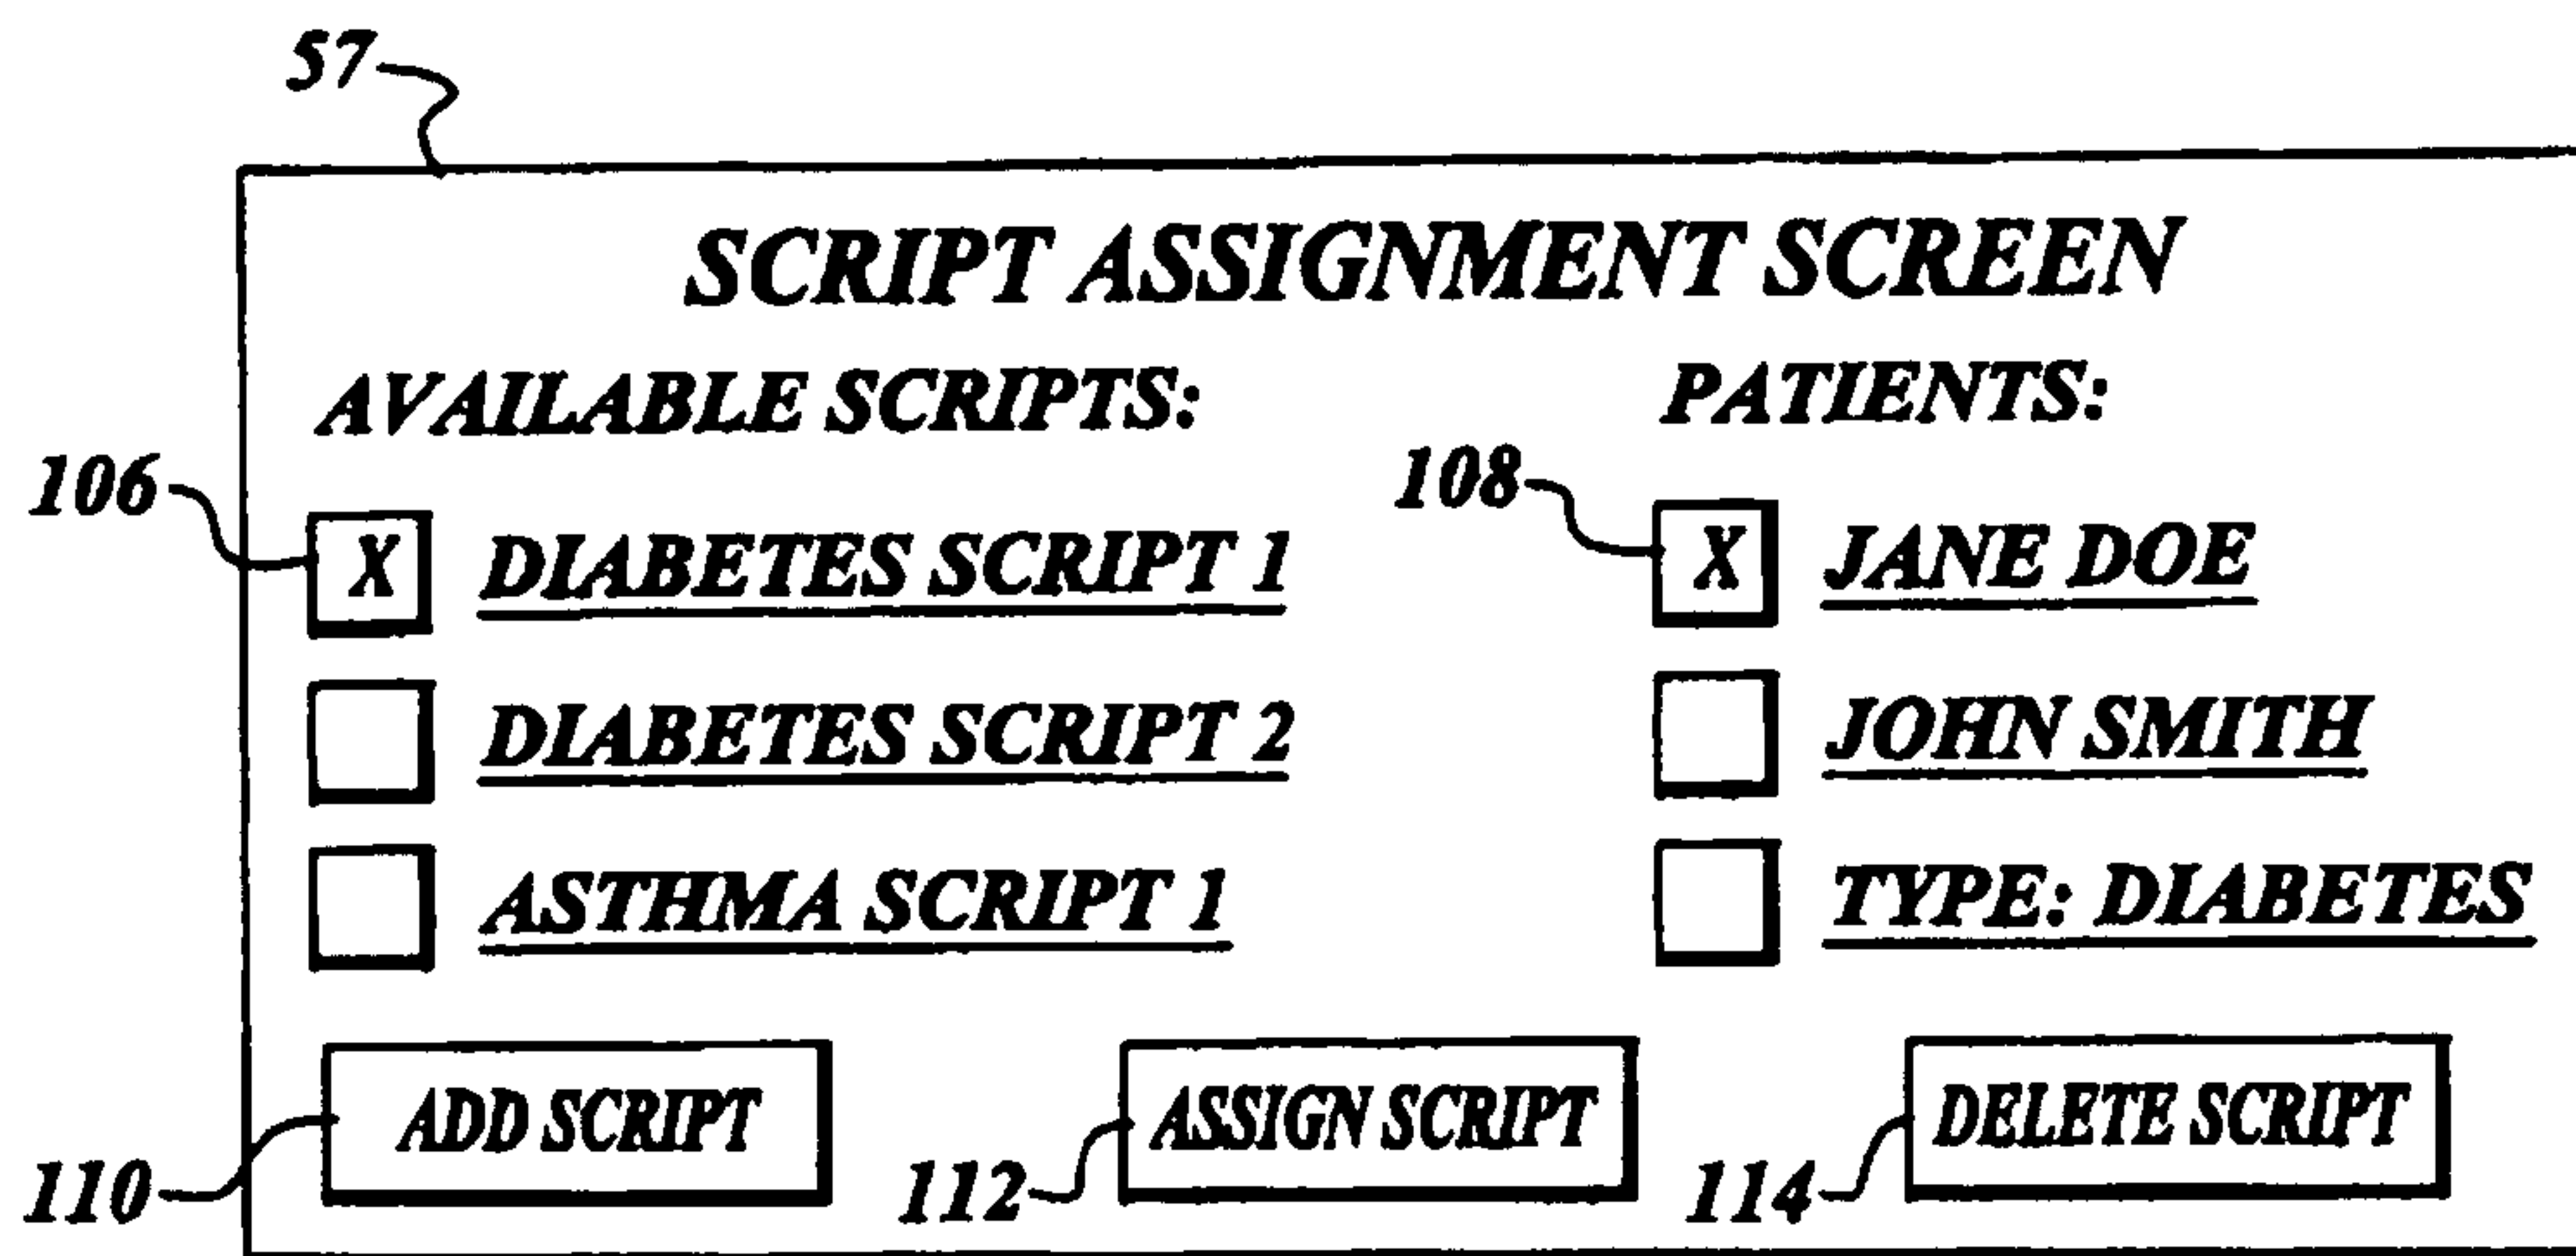 57
SCRIPT ASSIGNMENT SCREEN
AVAILABLE SCRIPTS: PATIENTS:
106 X DIABETES SCRIPT 1 108 X JANE DOE
DIABETES SCRIPT 2 JOHN SMITH
ASTHMA SCRIPT 1 TYPE: DIABETES
ADD SCRIPT ASSIGN SCRIPT DELETE SCRIPT
110 112 114